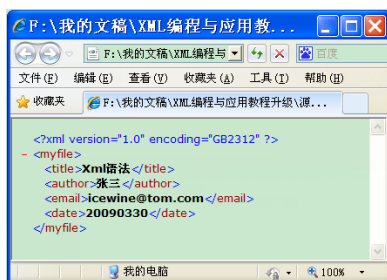 F:\我的文稿\XML编程与应用教...
F:\我的文稿\XML编程与
百度
文件(F) 编辑(E) 查看(V) 收藏夹(A) 工具(T) 帮助(H)
收藏夹 F:\我的文稿\XML编程与应用教程升级\源...
<?xml version="1.0" encoding="GB2312" ?>
- <myfile>
<title>Xml语法</title>
<author>张三</author>
<email>icewine@tom.com</email>
<date>20090330</date>
</myfile>
我的电脑 100%